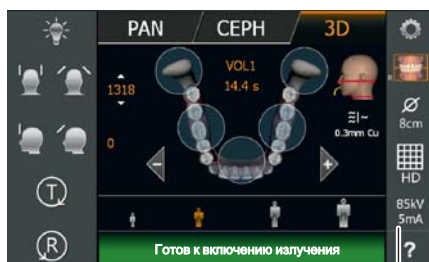 PAN CEPH 3D
VOL1
14.4 s
1318
0
R
0.3mm Cu
8cm
HD
85kV
5mA
T
R
Готов к включению излучения
?